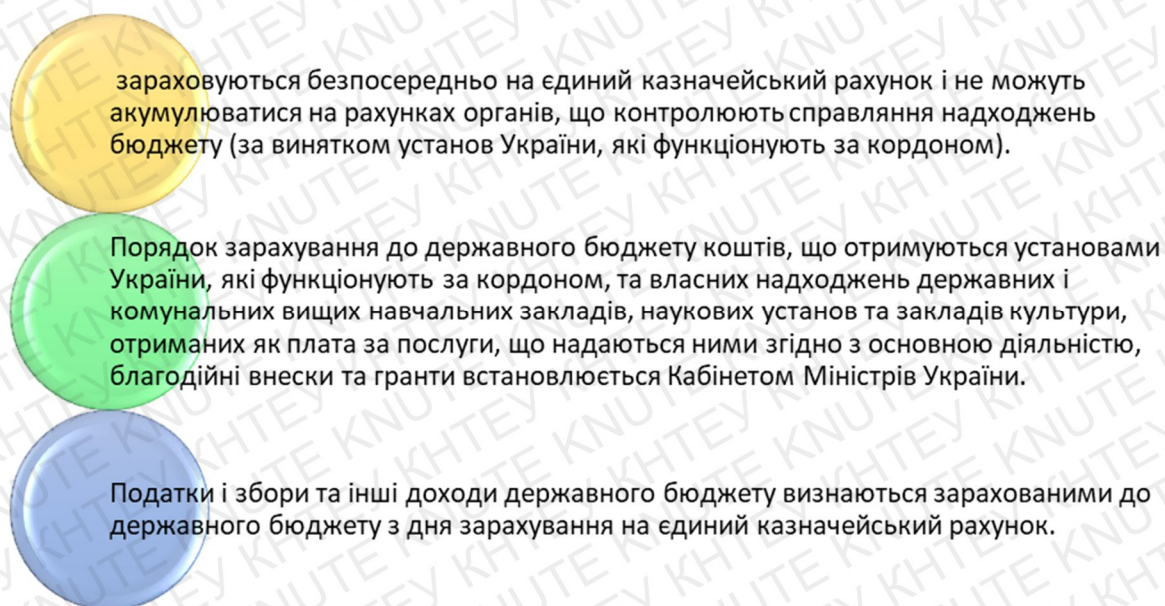 зараховуються безпосередньо на єдиний казначейський рахунок і не можуть
акумулюватися на рахунках органів, що контролюють справляння надходжень
бюджету (за винятком установ України, які функціонують за кордоном).
Порядок зарахування до державного бюджету коштів, що отримуються установами
України, які функціонують за кордоном, та власних надходжень державних і
комунальних вищих навчальних закладів, наукових установ та закладів культури,
отриманих як плата за послуги, що надаються ними згідно з основною діяльністю,
благодійні внески та гранти встановлюється Кабінетом Міністрів України.
Податки і збори та інші доходи державного бюджету визнаються зарахованими до
державного бюджету з дня зарахування на єдиний казначейський рахунок.